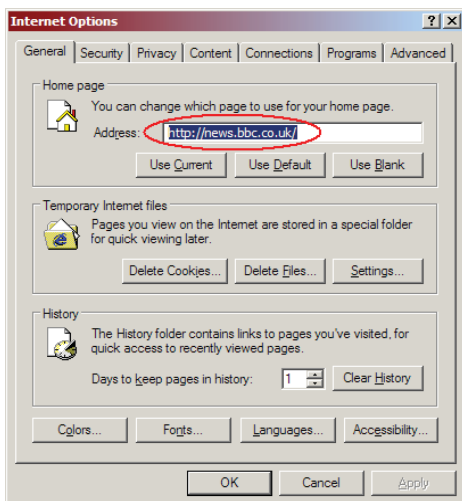 Internet Options
General Security Privacy Content Connections Programs Advanced
Home page
You can change which page to use for your home page.
Address: http://news.bbc.co.uk/
Use Current Use Default Use Blank
Temporary Internet files
Pages you view on the Internet are stored in a special folder
for quick viewing later.
Delete Cookies... Delete Files... Settings...
History
The History folder contains links to pages you've visited, for
quick access to recently viewed pages.
Days to keep pages in history: 1 Clear History
Colors... Fonts... Languages... Accessibility...
OK Cancel Apply